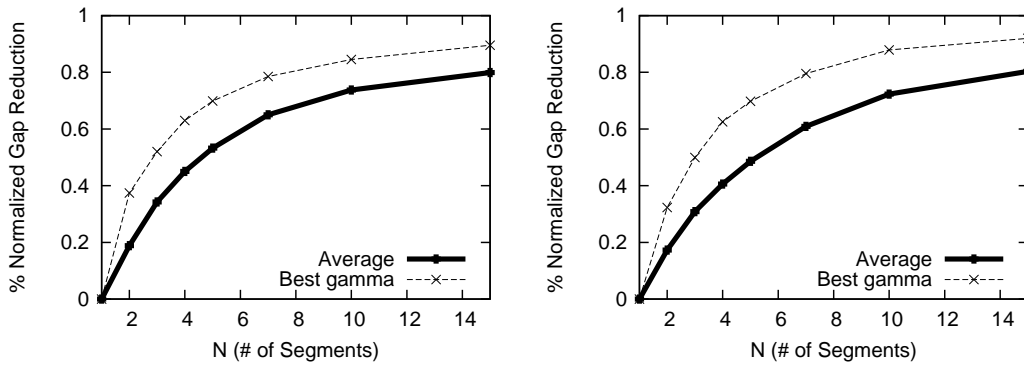 % Normalized Gap Reduction
1
0.8
0.6
0.4
0.2
0
2 4 6 8 10 12 14
N (# of Segments)
Average
Best gamma
% Normalized Gap Reduction
1
0.8
0.6
0.4
0.2
0
2 4 6 8 10 12 14
N (# of Segments)
Average
Best gamma